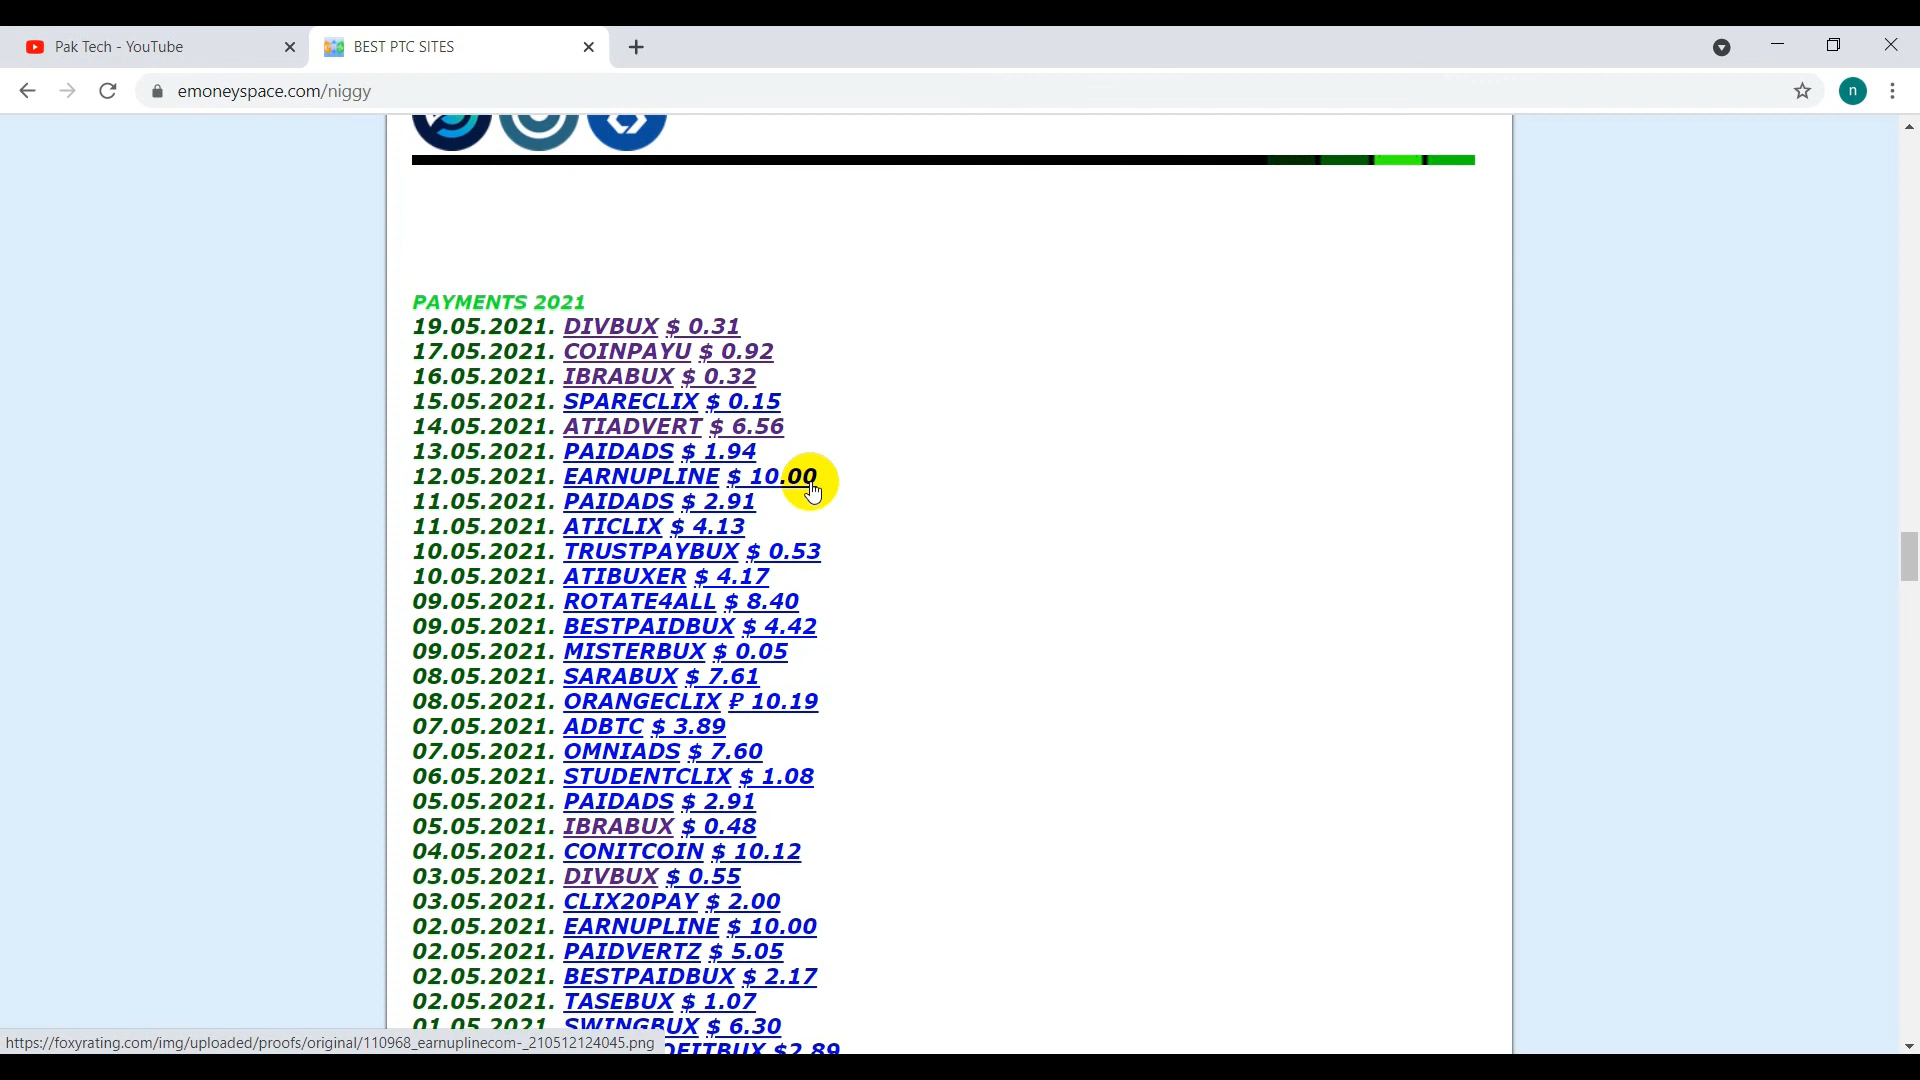 Pak Tech - YouTube
BEST PTC SITES
emoneyspace.com/niggy
n
PAYMENTS 2021
19.05.2021. DIVBUX $ 0.31
17.05.2021. COINPAYU $ 0.92
16.05.2021. IBRABUX $ 0.32
15.05.2021. SPARECLIX $ 0.15
14.05.2021. ATIADVERT $ 6.56
13.05.2021. PAIDADS $ 1.94
12.05.2021. EARNUPLINE $ 10.00
11.05.2021. PAIDADS $ 2.91
11.05.2021. ATICLIX $ 4.13
10.05.2021. TRUSTPAYBUX $ 0.53
10.05.2021. ATIBUXER $ 4.17
09.05.2021. ROTATE4ALL $ 8.40
09.05.2021. BESTPAIDBUX $ 4.42
09.05.2021. MISTERBUX $ 0.05
08.05.2021. SARABUX $ 7.61
08.05.2021. ORANGECLIX ₽ 10.19
07.05.2021. ADBTC $ 3.89
07.05.2021. OMNIADS $ 7.60
06.05.2021. STUDENTCLIX $ 1.08
05.05.2021. PAIDADS $ 2.91
05.05.2021. IBRABUX $ 0.48
04.05.2021. CONITCOIN $ 10.12
03.05.2021. DIVBUX $ 0.55
03.05.2021. CLIX20PAY $ 2.00
02.05.2021. EARNUPLINE $ 10.00
02.05.2021. PAIDVERTZ $ 5.05
02.05.2021. BESTPAIDBUX $ 2.17
02.05.2021. TASEBUX $ 1.07
01.05.2021. SWINGBUX $ 6.30
$2.89
https://foxyrating.com/img/uploaded/proofs/original/110968_earnuplinecom-_210512124045.png